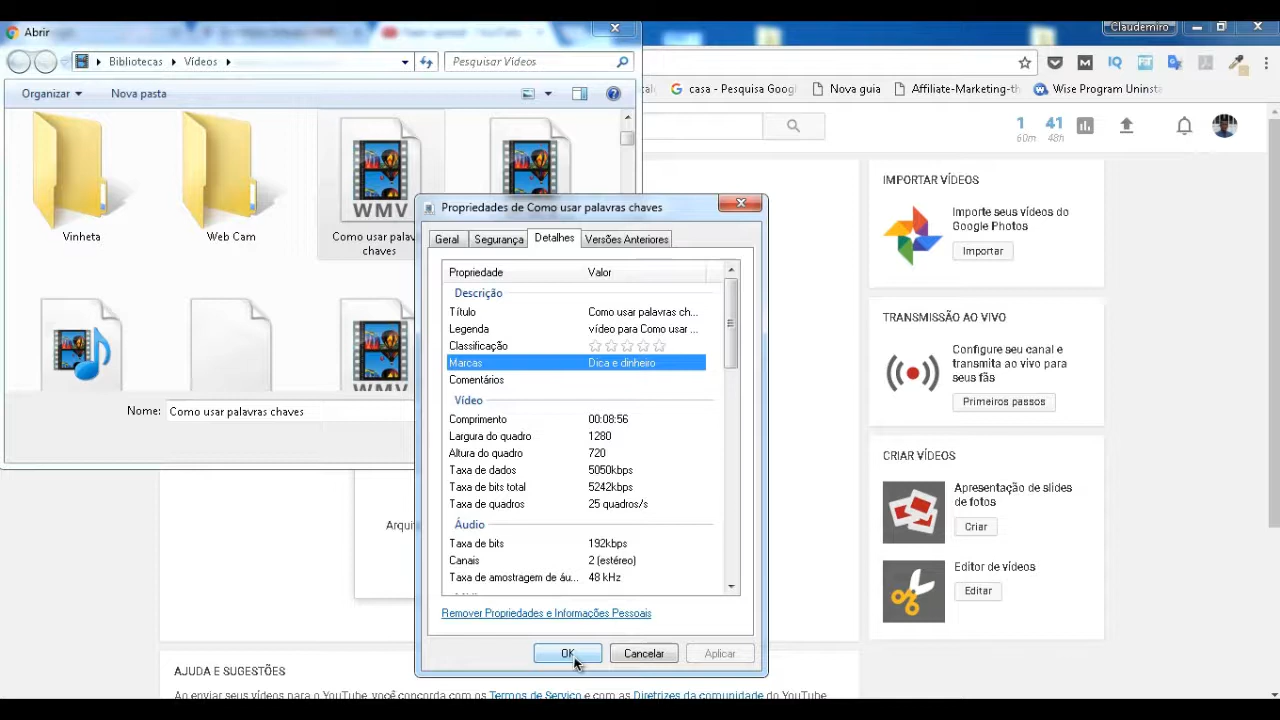 Abrir
Claudemiro
Bibliotecas
Vídeos
Pesquisar Vídeos
Organizar
Nova pasta
casa - Pesquisa Goog
Nova guia
Affiliate-Marketing-th
Wise Program Uninsta
1
60m
41
48h
WMV
Vinheta
Web Cam
Como usar palav
chaves
WMV
Nome:
Como usar palavras chaves
Propriedades de Como usar palavras chaves
Geral
Segurança
Detalhes
Versões Anteriores
Propriedade Valor
Descrição
Título Como usar palavras ch...
Legenda vídeo para Como usar ...
Classificação
Marcas Dica e dinheiro
Comentários
Vídeo
Comprimento 00:08:56
Largura do quadro 1280
Altura do quadro 720
Taxa de dados 5050kbps
Taxa de bits total 5242kbps
Taxa de quadros 25 quadros/s
Áudio
Taxa de bits 192kbps
Canais 2 (estéreo)
Taxa de amostragem de áu... 48 kHz
Remover Propriedades e Informações Pessoais
OK
Cancelar
Aplicar
Arqui
IMPORTAR VÍDEOS
Importe seus vídeos do
Google Photos
Importar
TRANSMISSÃO AO VIVO
Configure seu canal e
transmita ao vivo para
seus fãs
Primeiros passos
CRIAR VÍDEOS
Apresentação de slides
de fotos
Criar
Editor de vídeos
Editar
AJUDA E SUGESTÕES
Ao enviar seus vídeos para o YouTube, você concorda com os Termos de Serviço e com as Diretrizes da comunidade do YouTube.